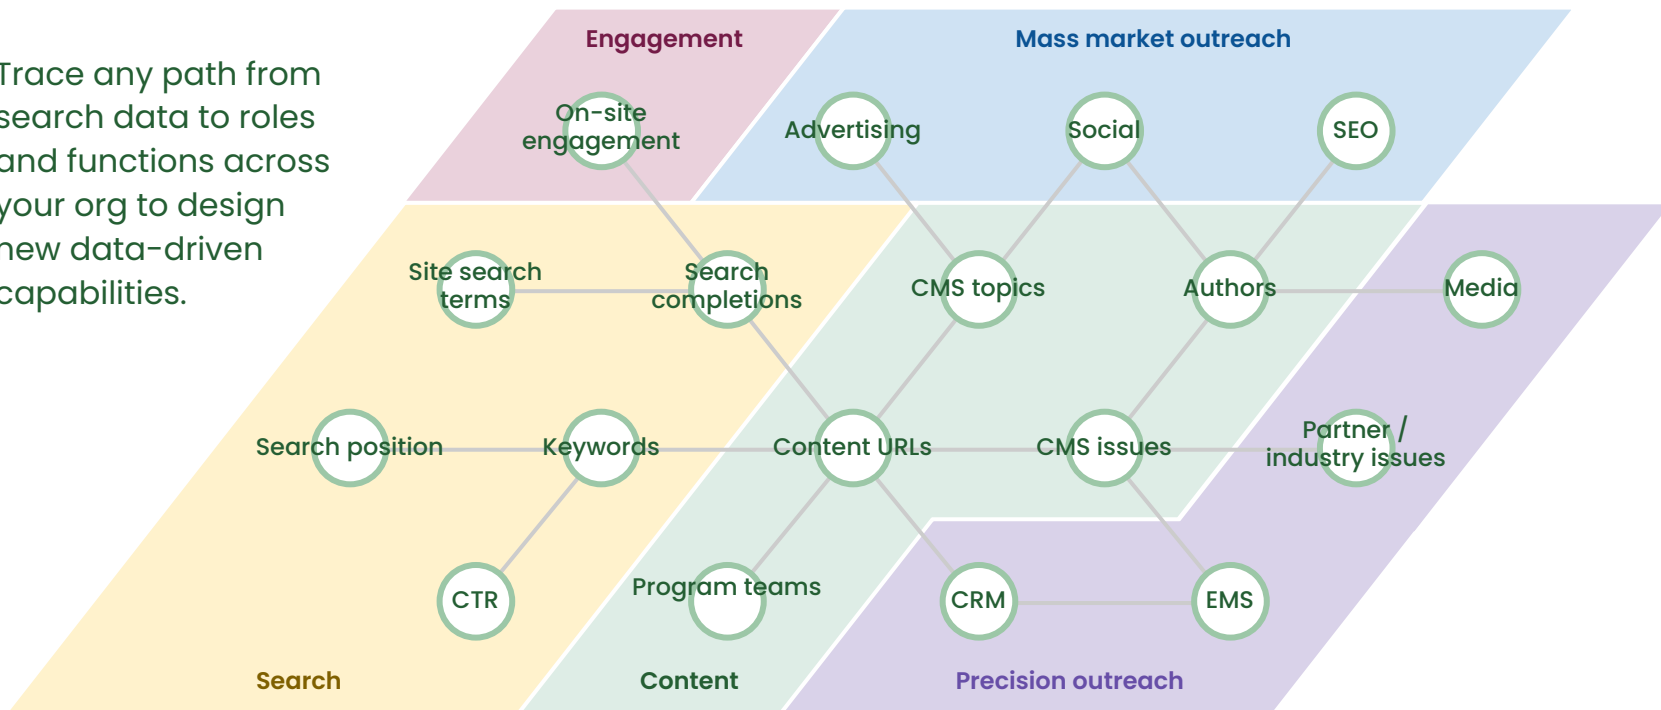 Trace any path from
search data to roles
and functions across
your org to design
new data-driven
capabilities.
Engagement
Mass market outreach
On-site
engagement
Advertising
Social
SEO
Site search
terms
Search
completions
CMS topics
Authors
Media
Search position
Keywords
Content URLs
CMS issues
Partner /
industry issues
CTR
Program teams
CRM
EMS
Search
Content
Precision outreach